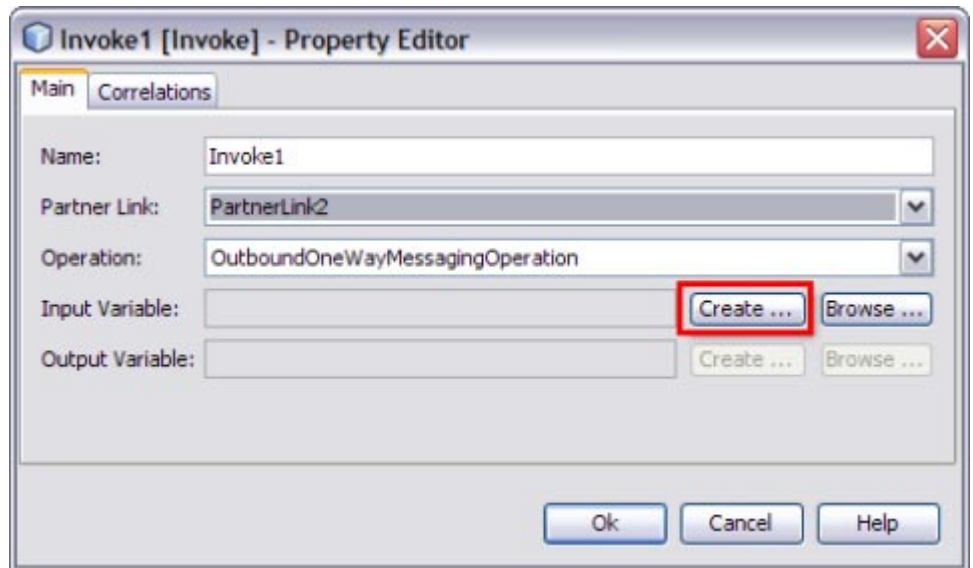 Invoke1 [Invoke] - Property Editor
Main Correlations
Name: Invoke1
Partner Link: PartnerLink2
Operation: OutboundOneWayMessagingOperation
Input Variable: Create ... Browse ...
Output Variable: Create ... Browse ...
Ok Cancel Help